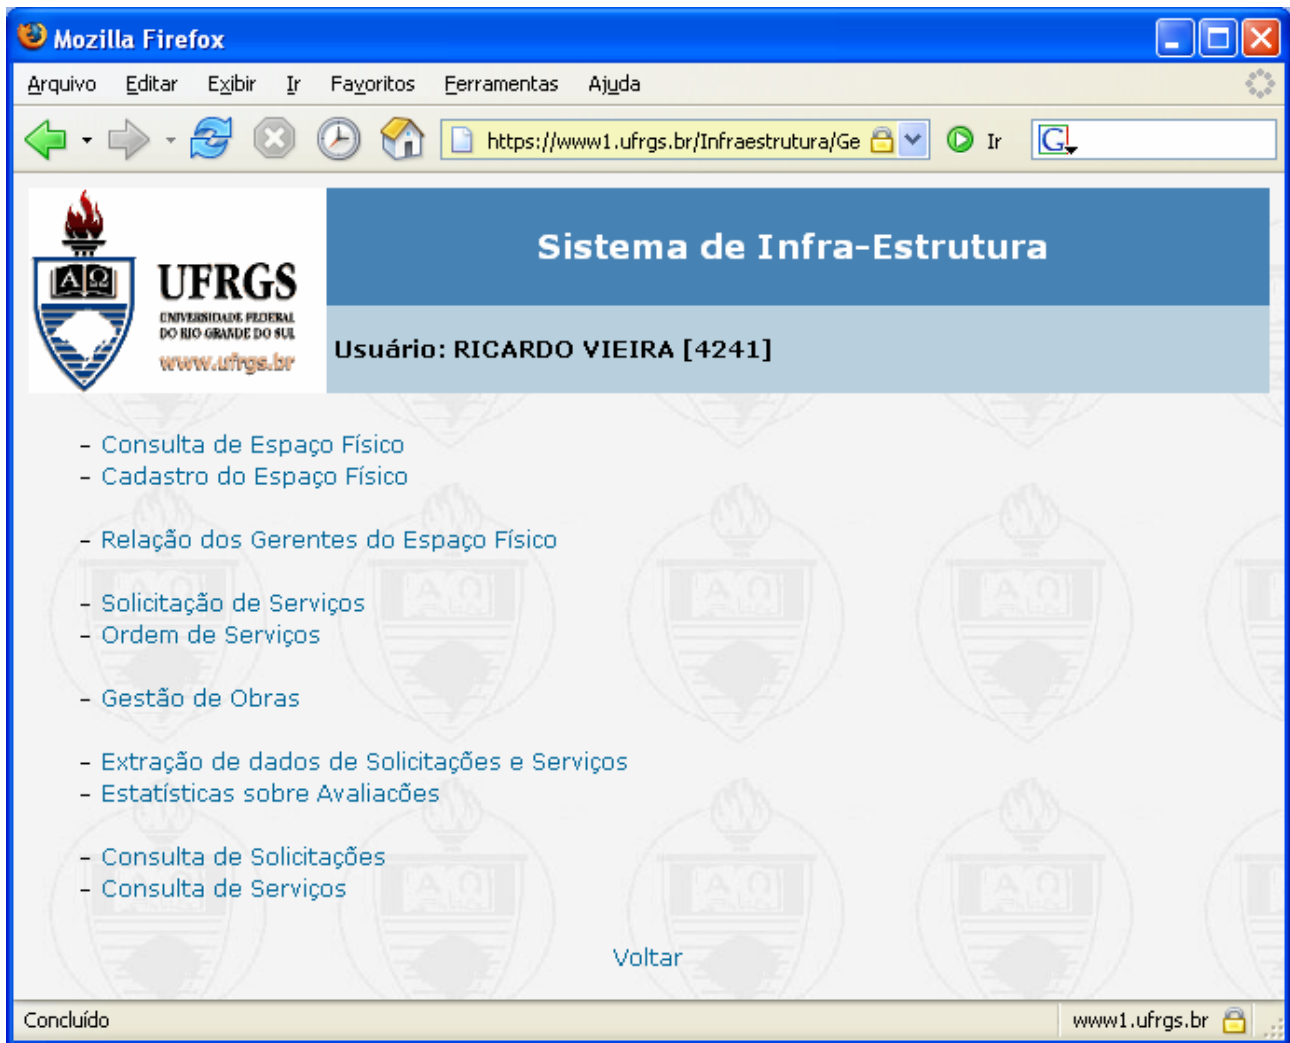 Mozilla Firefox
Arquivo Editar Exibir Ir Favoritos Ferramentas Ajuda
https://www1.ufrgs.br/Infraestrutura/Ge Ir G
Sistema de Infra-Estrutura
ΑΩ
UFRGS
UNIVERSIDADE FEDERAL
DO RIO GRANDE DO SUL
www.ufrgs.br
Usuário: RICARDO VIEIRA [4241]
- Consulta de Espaço Físico
- Cadastro do Espaço Físico
- Relação dos Gerentes do Espaço Físico
- Solicitação de Serviços
- Ordem de Serviços
- Gestão de Obras
- Extração de dados de Solicitações e Serviços
- Estatísticas sobre Avaliacões
- Consulta de Solicitações
- Consulta de Serviços
Voltar
Concluído www1.ufrgs.br